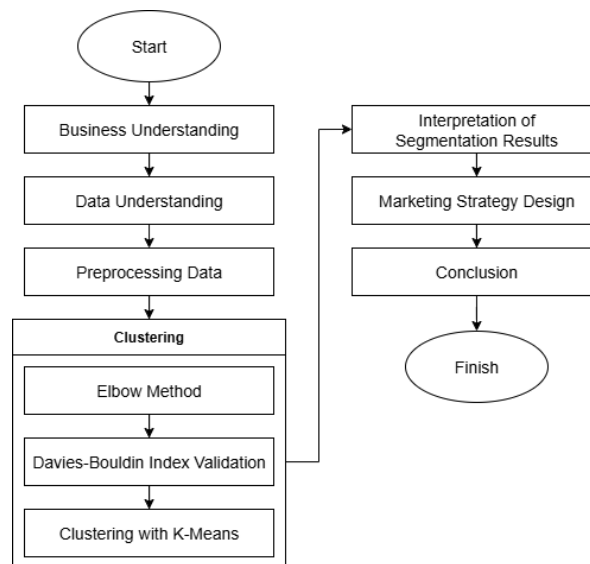 Start
Business Understanding
Data Understanding
Preprocessing Data
Clustering
Elbow Method
Davies-Bouldin Index Validation
Clustering with K-Means
Interpretation of
Segmentation Results
Marketing Strategy Design
Conclusion
Finish